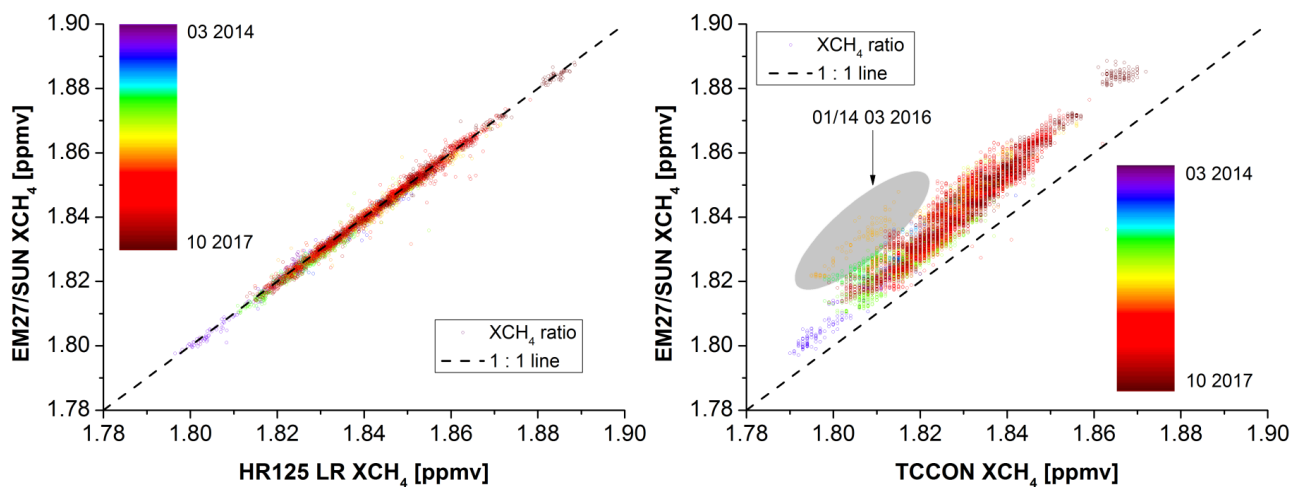 1.90
1.88
1.86
1.84
1.82
1.80
1.78
EM27/SUN XCH₄ [ppmv]
03 2014
10 2017
XCH₄ ratio
1 : 1 line
1.78 1.80 1.82 1.84 1.86 1.88 1.90
HR125 LR XCH₄ [ppmv]
1.90
1.88
1.86
1.84
1.82
1.80
1.78
EM27/SUN XCH₄ [ppmv]
XCH₄ ratio
1 : 1 line
01/14 03 2016
03 2014
10 2017
1.78 1.80 1.82 1.84 1.86 1.88 1.90
TCCON XCH₄ [ppmv]